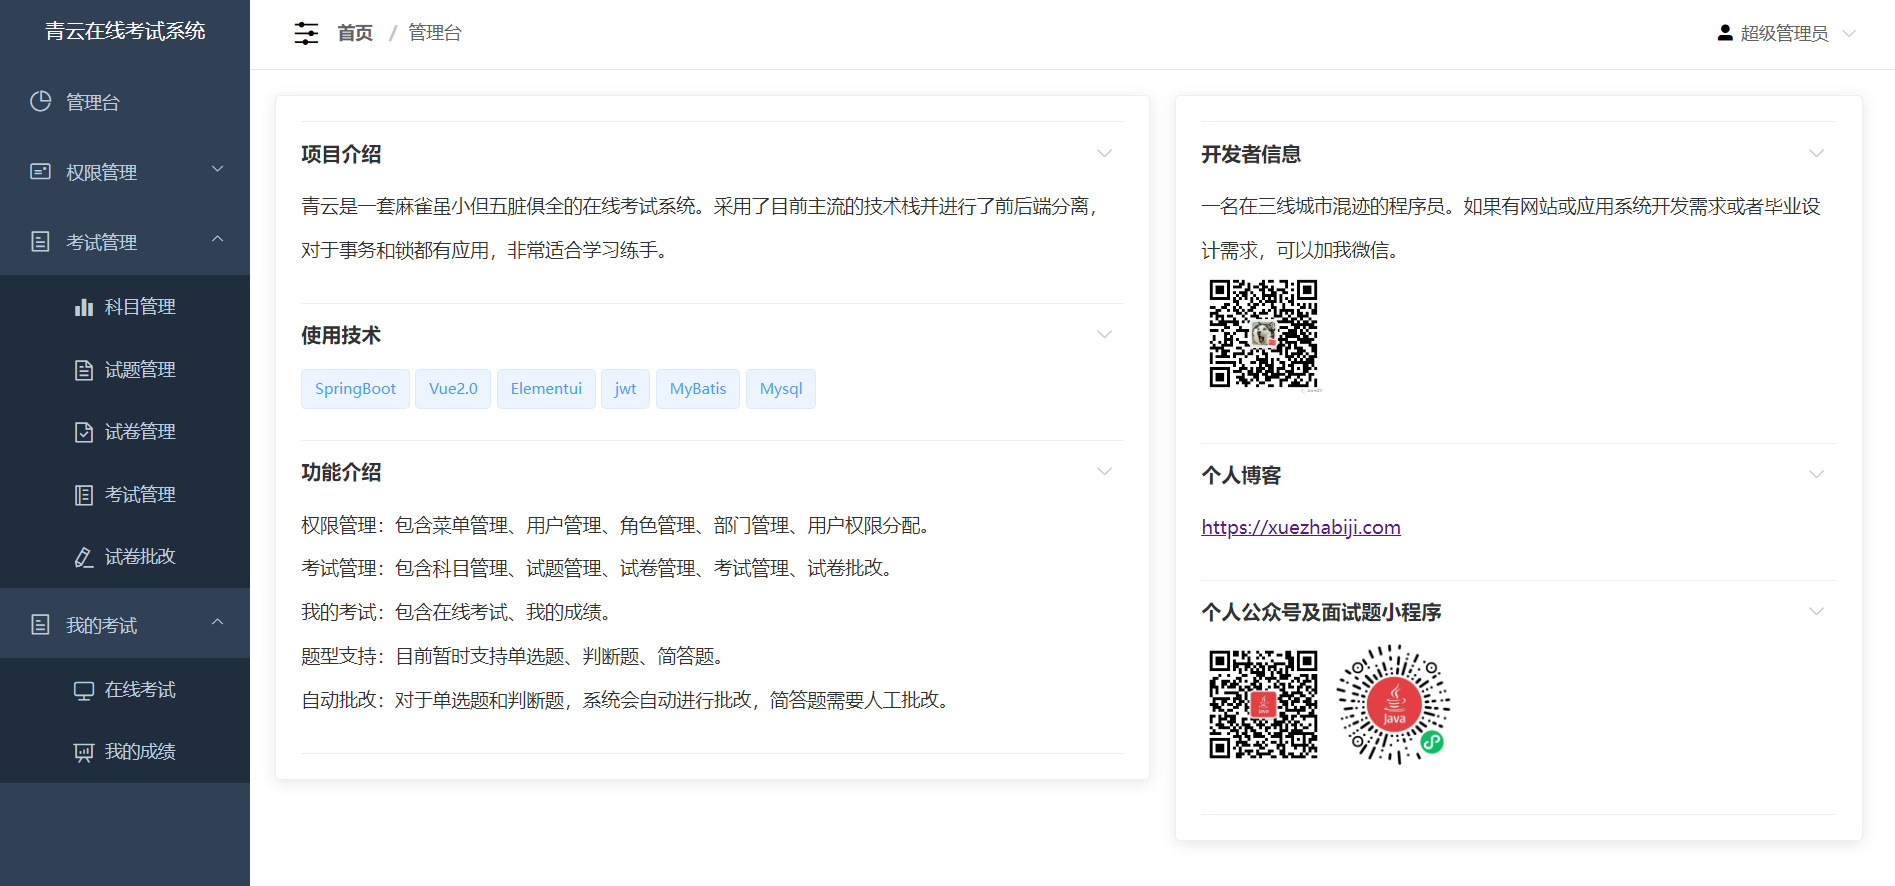 青云在线考试系统
管理台
权限管理
考试管理
科目管理
试题管理
试卷管理
考试管理
试卷批改
我的考试
在线考试
我的成绩
首页 / 管理台
超级管理员
项目介绍
青云是一套麻雀虽小但五脏俱全的在线考试系统。采用了目前主流的技术栈并进行了前后端分离，
对于事务和锁都有应用，非常适合学习练手。
使用技术
SpringBoot Vue2.0 Elementui jwt MyBatis Mysql
功能介绍
权限管理：包含菜单管理、用户管理、角色管理、部门管理、用户权限分配。
考试管理：包含科目管理、试题管理、试卷管理、考试管理、试卷批改。
我的考试：包含在线考试、我的成绩。
题型支持：目前暂时支持单选题、判断题、简答题。
自动批改：对于单选题和判断题，系统会自动进行批改，简答题需要人工批改。
开发者信息
一名在三线城市混迹的程序员。如果有网站或应用系统开发需求或者毕业设
计需求，可以加我微信。
个人博客
https://xuezhabiji.com
个人公众号及面试题小程序
java
java